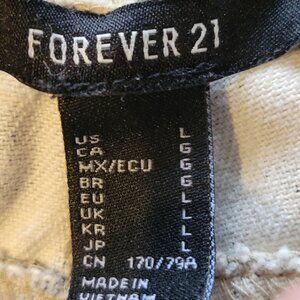 FOREVER 21
US L
CA G
MX/ECU G
BR G
EU L
UK L
KR L
JP L
CN 170/79A
MADE IN
VIETNAM